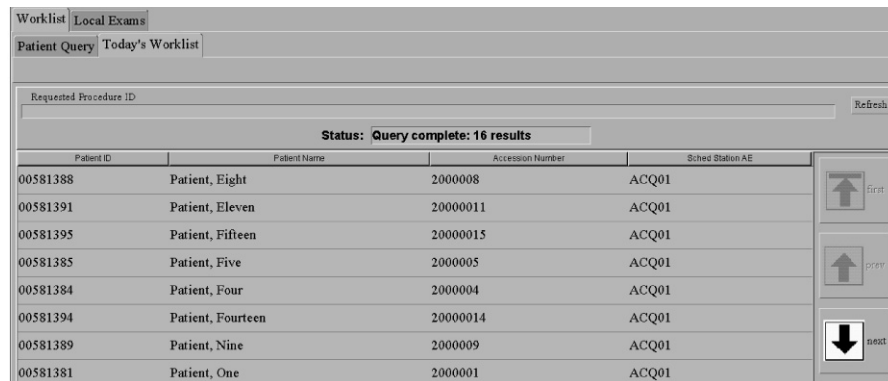 Worklist Local Exams
Patient Query Today's Worklist
Requested Procedure ID
Refresh
Status: Query complete: 16 results
Patient ID Patient Name Accession Number Sched Station AE
00581388 Patient, Eight 2000008 ACQ01
first
00581391 Patient, Eleven 20000011 ACQ01
00581395 Patient, Fifteen 20000015 ACQ01
00581385 Patient, Five 2000005 ACQ01
prev
00581384 Patient, Four 2000004 ACQ01
00581394 Patient, Fourteen 20000014 ACQ01
00581389 Patient, Nine 2000009 ACQ01
next
00581381 Patient, One 2000001 ACQ01